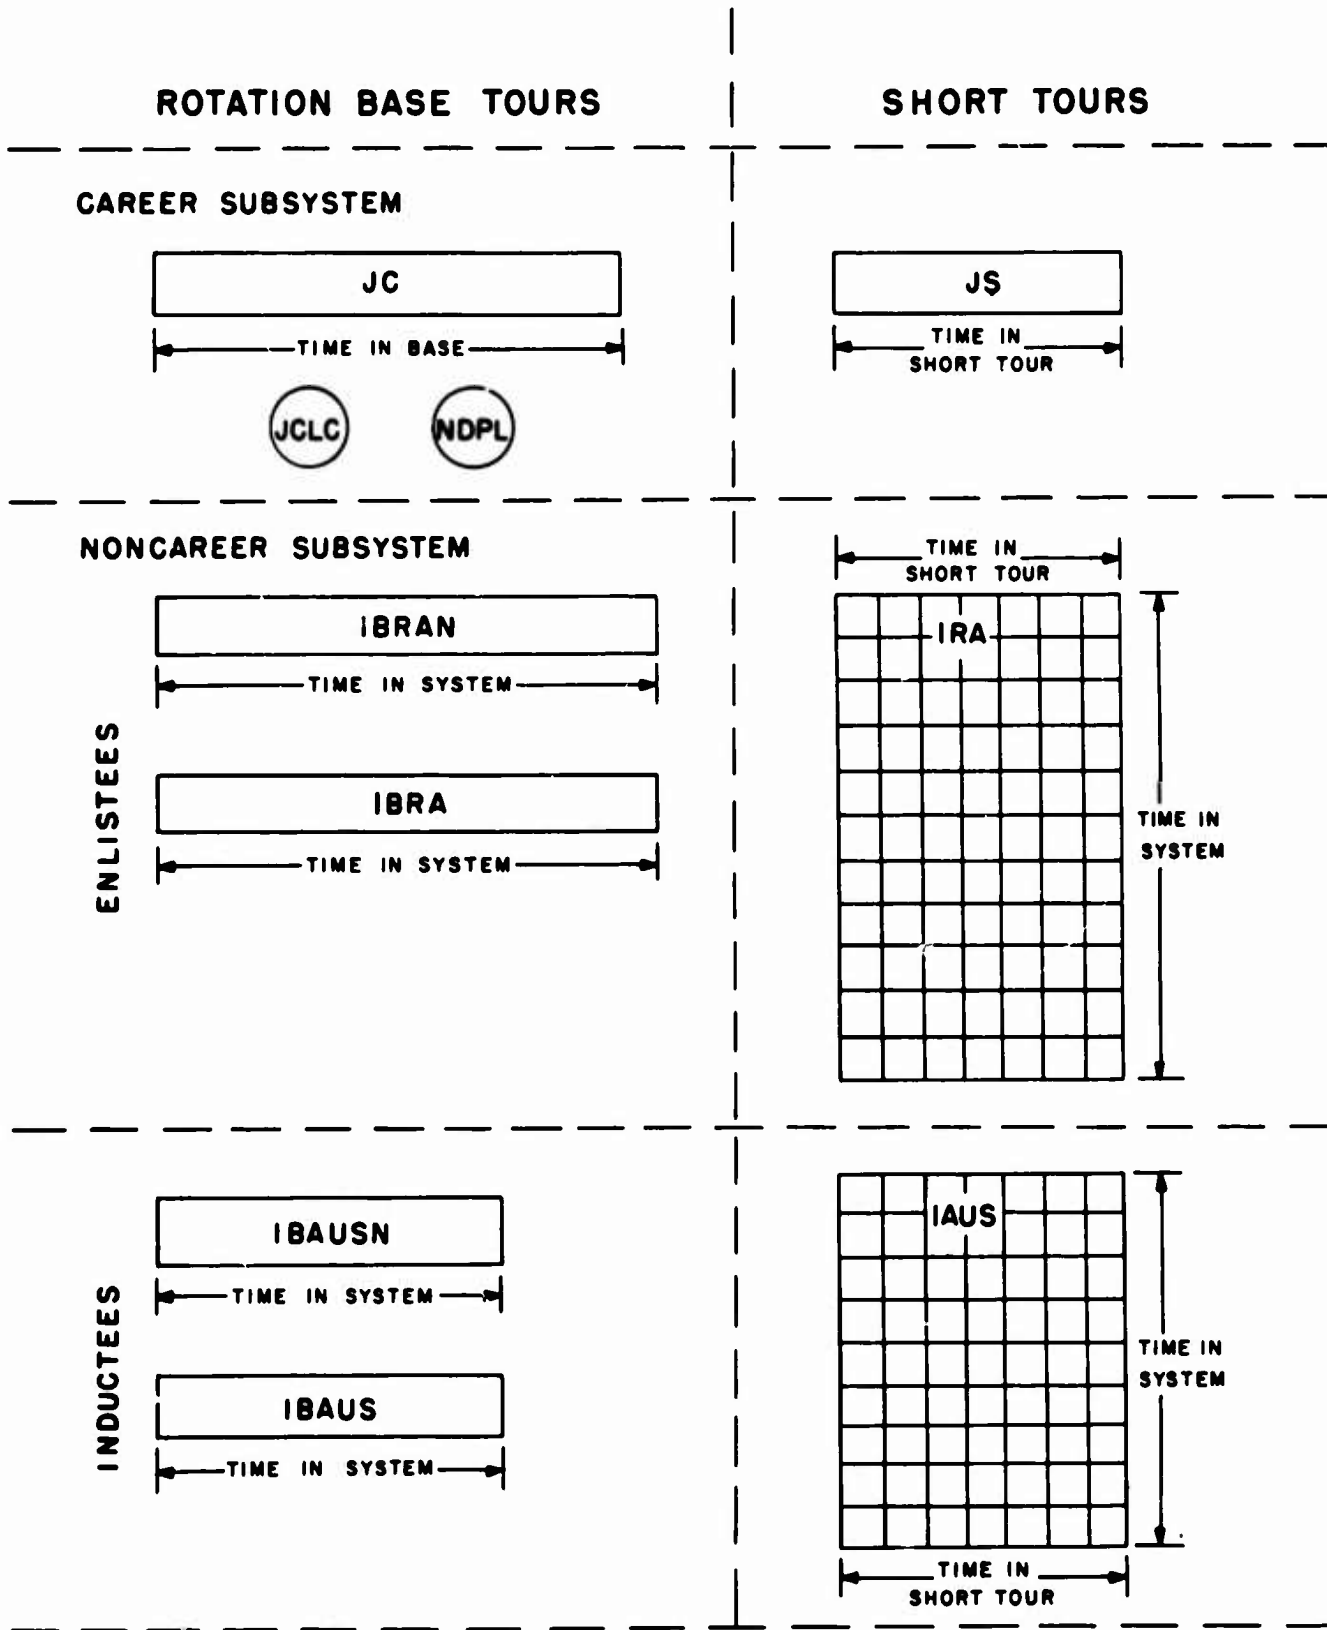 ROTATION BASE TOURS
SHORT TOURS
CAREER SUBSYSTEM
JC
TIME IN BASE
JCLC
NDPL
JS
TIME IN
SHORT TOUR
NONCAREER SUBSYSTEM
ENLISTEES
IBRAN
TIME IN SYSTEM
IBRA
TIME IN SYSTEM
TIME IN
SHORT TOUR
IRA
TIME IN
SYSTEM
INDUCTEES
IBAUSN
TIME IN SYSTEM
IBAUS
TIME IN SYSTEM
IAUS
TIME IN
SYSTEM
TIME IN
SHORT TOUR